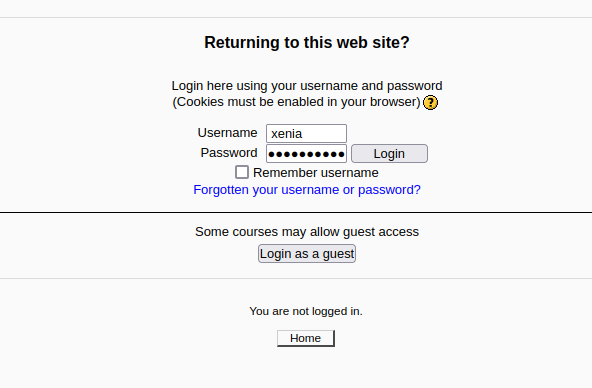 Returning to this web site?
Login here using your username and password
(Cookies must be enabled in your browser) ?
Username xenia
Password ●●●●●●●●●● Login
Remember username
Forgotten your username or password?
Some courses may allow guest access
Login as a guest
You are not logged in.
Home